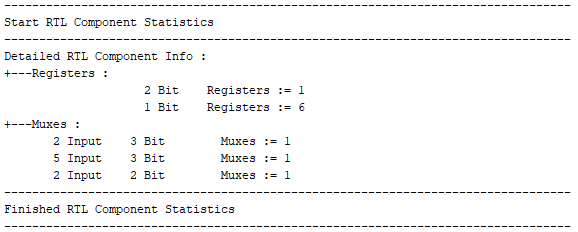 ---------------------------------------------------------------------------------
Start RTL Component Statistics
---------------------------------------------------------------------------------
Detailed RTL Component Info :
+---Registers :
                    2 Bit    Registers := 1
                    1 Bit    Registers := 6
+---Muxes :
       2 Input    3 Bit        Muxes := 1
       5 Input    3 Bit        Muxes := 1
       2 Input    2 Bit        Muxes := 1
---------------------------------------------------------------------------------
Finished RTL Component Statistics
---------------------------------------------------------------------------------